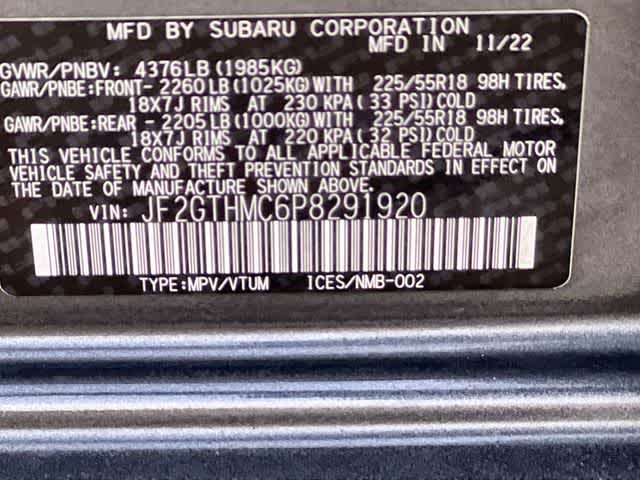 MFD BY SUBARU CORPORATION
MFD IN 11/22
GVWR/PNBV: 4376LB (1985KG)
GAWR/PNBE:FRONT- 2260LB (1025KG)WITH 225/55R18 98H TIRES,
18X7J RIMS AT 230 KPA (33 PSI)COLD
GAWR/PNBE:REAR - 2205LB (1000KG)WITH 225/55R18 98H TIRES,
18X7J RIMS AT 220 KPA (32 PSI)COLD
THIS VEHICLE CONFORMS TO ALL APPLICABLE FEDERAL MOTOR
VEHICLE SAFETY AND THEFT PREVENTION STANDARDS IN EFFECT ON
THE DATE OF MANUFACTURE SHOWN ABOVE.
VIN: JF2GTHMC6P8291920
TYPE:MPV/VTUM ICES/NMB-002